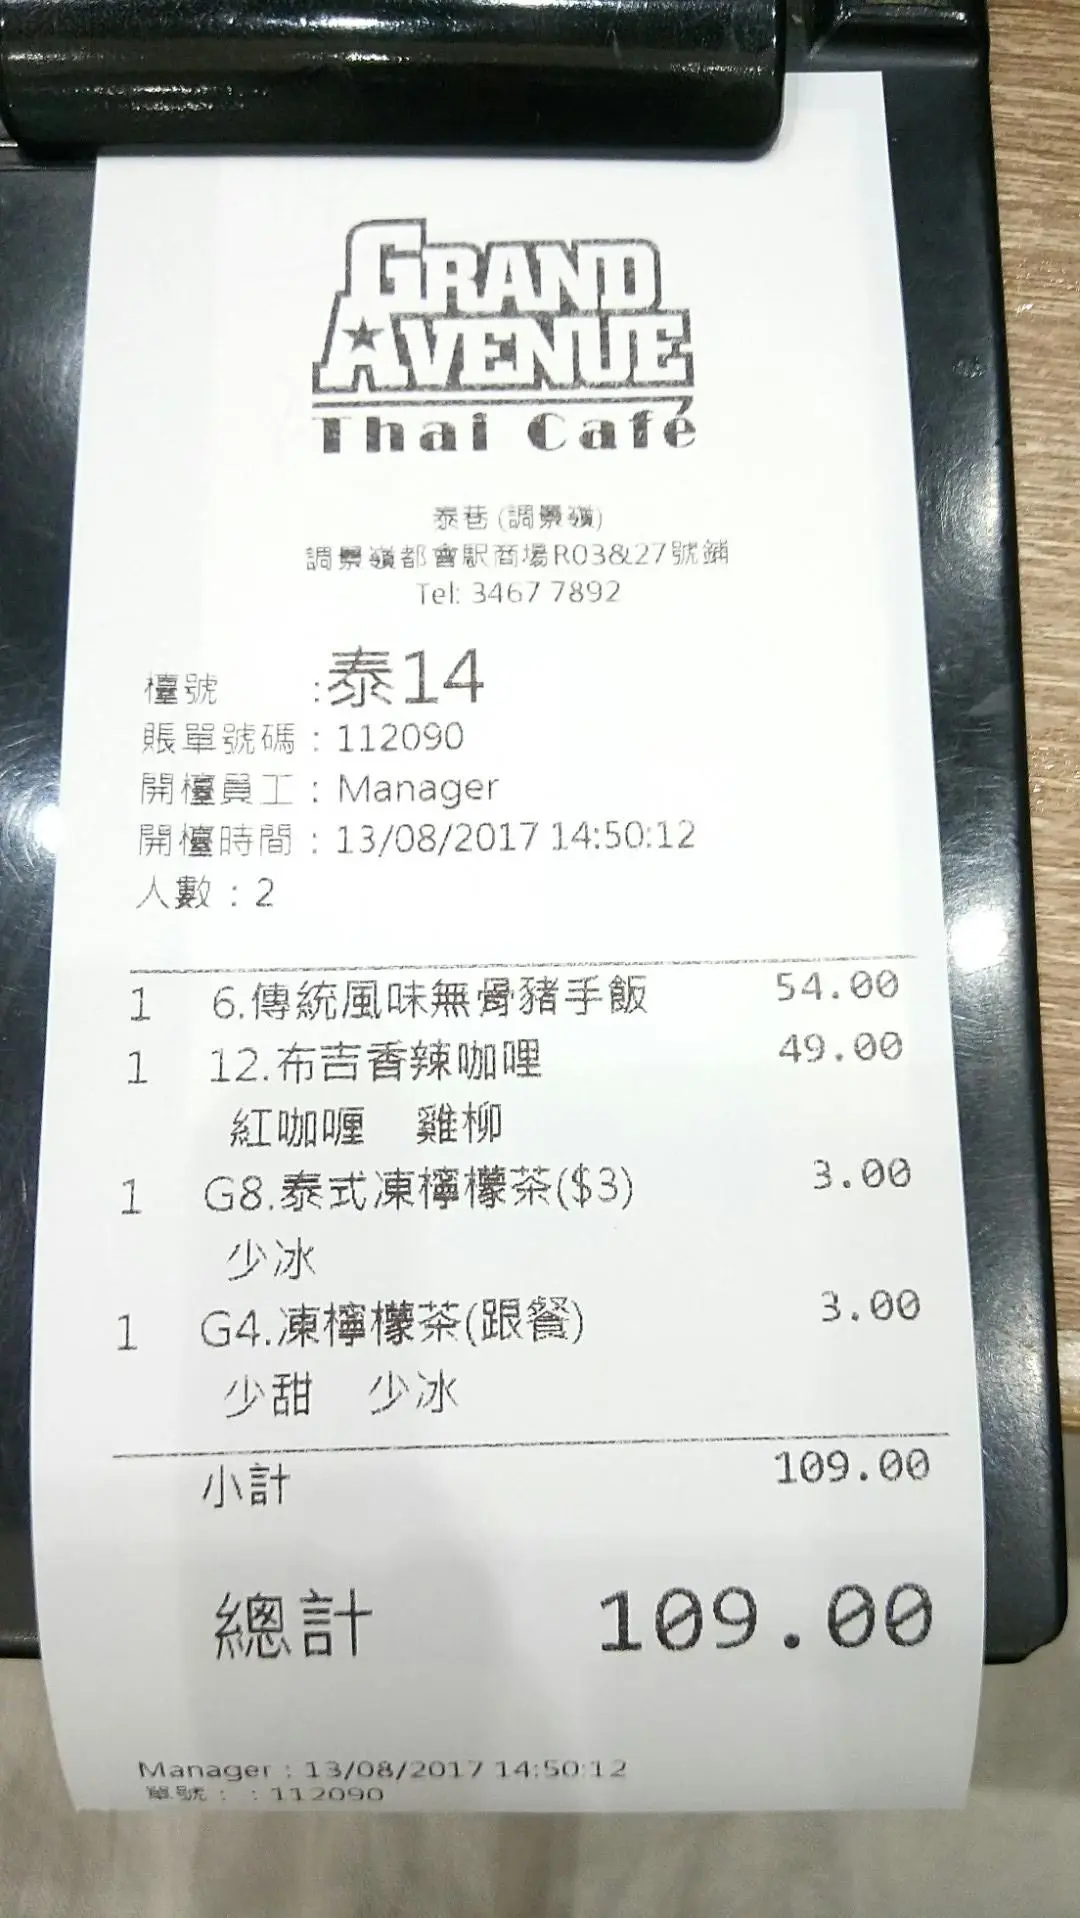 GRAND
AVENUE
Thai Café
泰巷 (調景嶺)
調景嶺都會駅商場R03&27號鋪
Tel: 3467 7892
檯號 : 泰14
賬單號碼 : 112090
開檯員工 : Manager
開檯時間 : 13/08/2017 14:50:12
人數 : 2
1 6.傳統風味無骨豬手飯 54.00
1 12.布吉香辣咖哩 49.00
紅咖喱 雞柳
1 G8.泰式凍檸檬茶($3) 3.00
少冰
1 G4.凍檸檬茶(跟餐) 3.00
少甜 少冰
小計 109.00
總計 109.00
Manager : 13/08/2017 14:50:12
單號 : : 112090